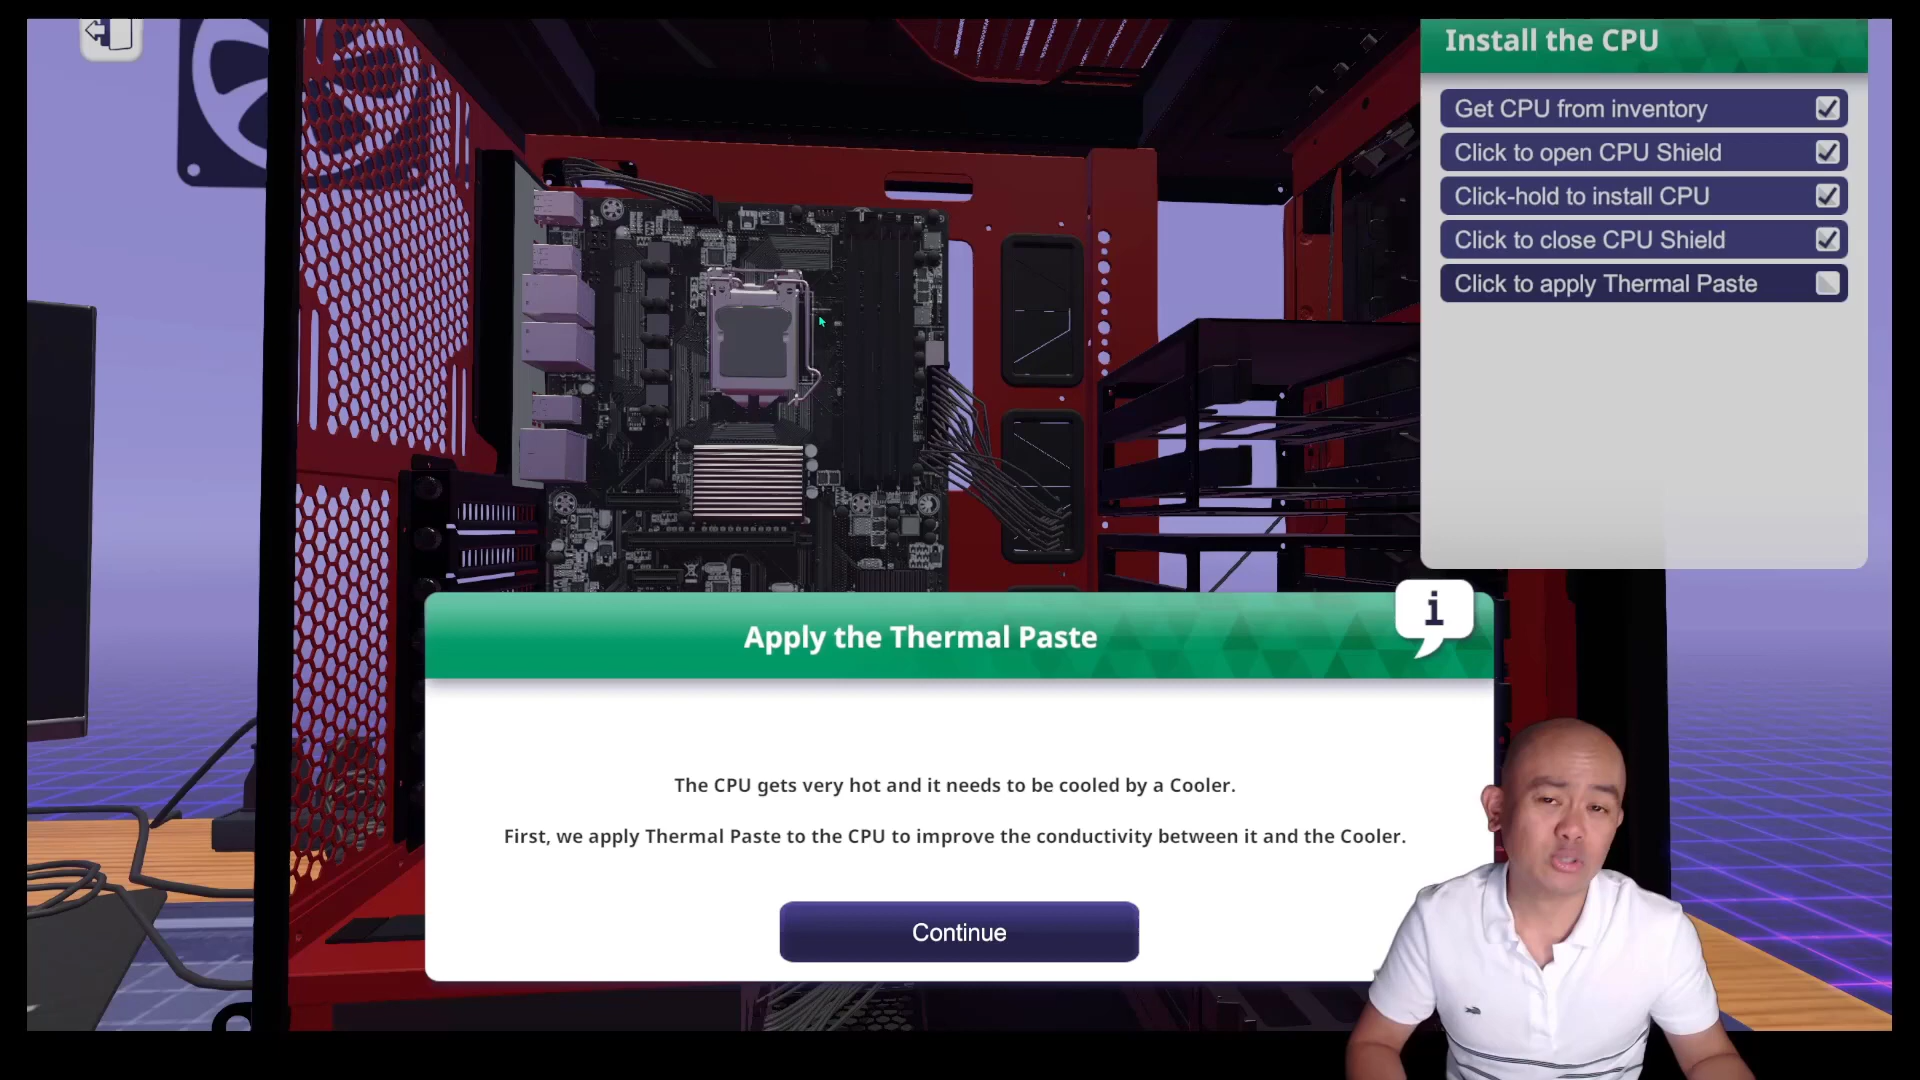 Install the CPU
Get CPU from inventory
Click to open CPU Shield
Click-hold to install CPU
Click to close CPU Shield
Click to apply Thermal Paste
i
Apply the Thermal Paste
The CPU gets very hot and it needs to be cooled by a Cooler.
First, we apply Thermal Paste to the CPU to improve the conductivity between it and the Cooler.
Continue